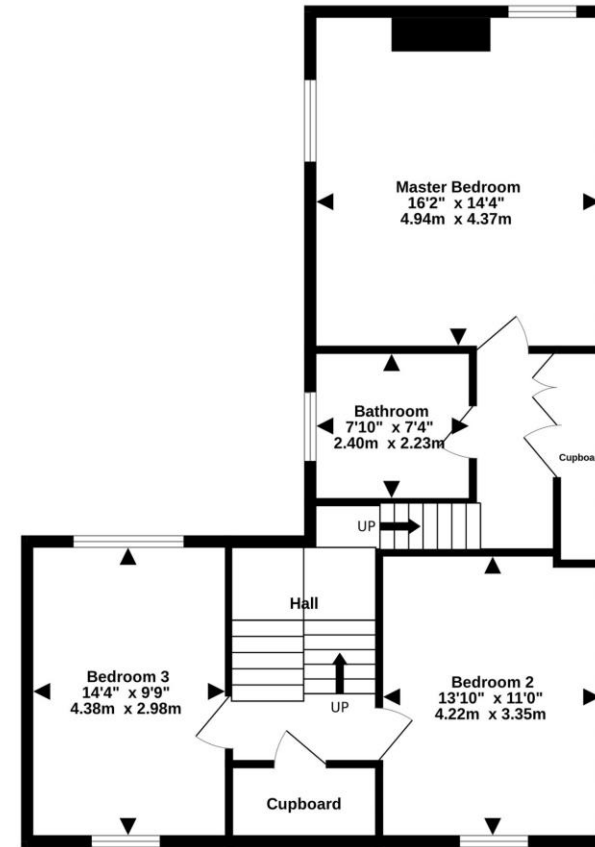 Master Bedroom
16'2" x 14'4"
4.94m x 4.37m
Bathroom
7'10" x 7'4"
2.40m x 2.23m
Cupboa
UP
Hall
Bedroom 3
14'4" x 9'9"
4.38m x 2.98m
UP
Bedroom 2
13'10" x 11'0"
4.22m x 3.35m
Cupboard